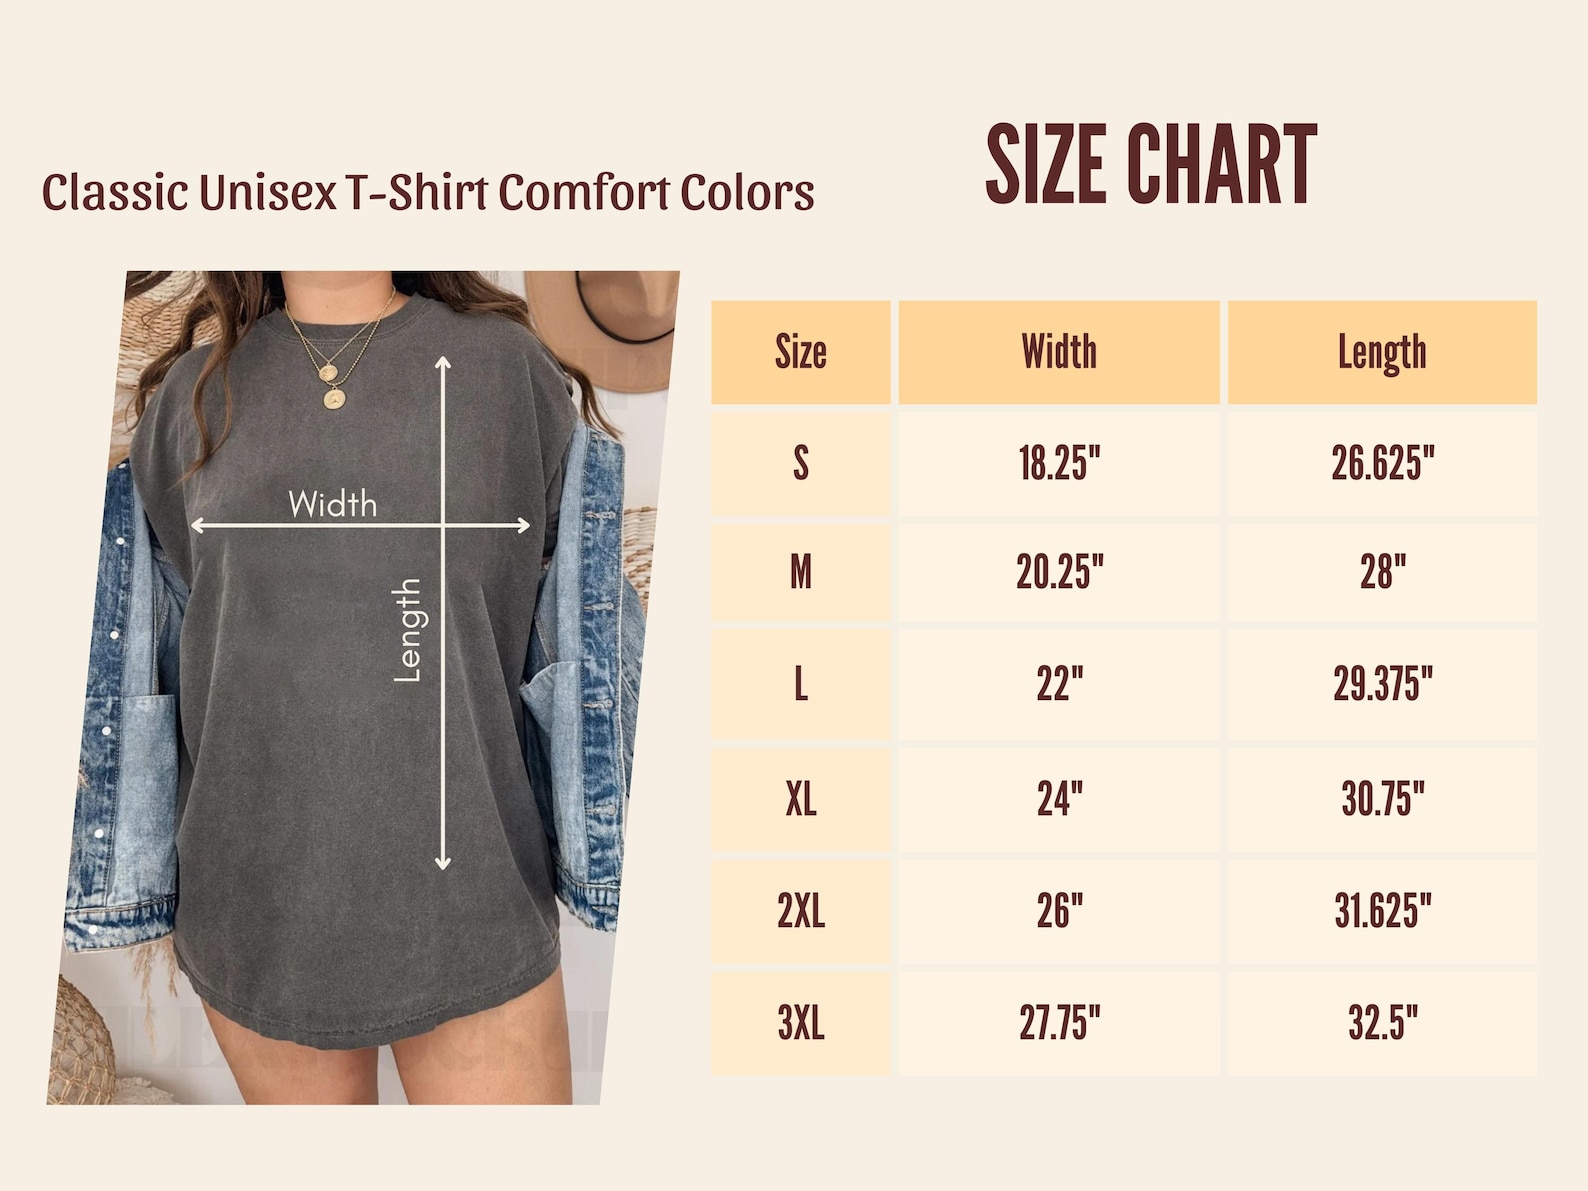 Classic Unisex T-Shirt Comfort Colors
SIZE CHART
Width
Length
Size Width Length
S 18.25" 26.625"
M 20.25" 28"
L 22" 29.375"
XL 24" 30.75"
2XL 26" 31.625"
3XL 27.75" 32.5"